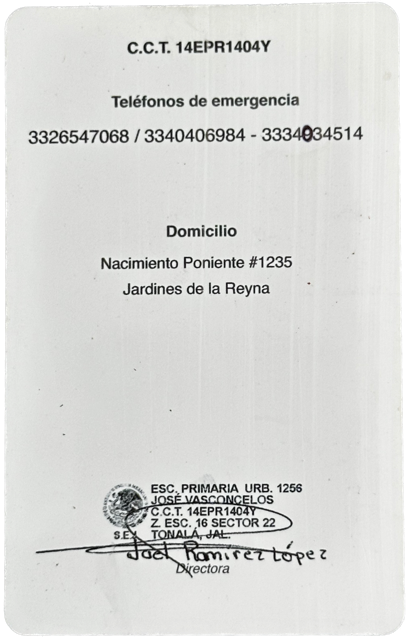 C.C.T. 14EPR1404Y
Teléfonos de emergencia
3326547068 / 3340406984 - 3334034514
Domicilio
Nacimiento Poniente #1235
Jardines de la Reyna
ESC. PRIMARIA URB. 1256
JOSÉ VASCONCELOS
C.C.T. 14EPR1404Y
Z. ESC. 16 SECTOR 22
S.E. TONALÁ, JAL.
Ramírez López
Directora